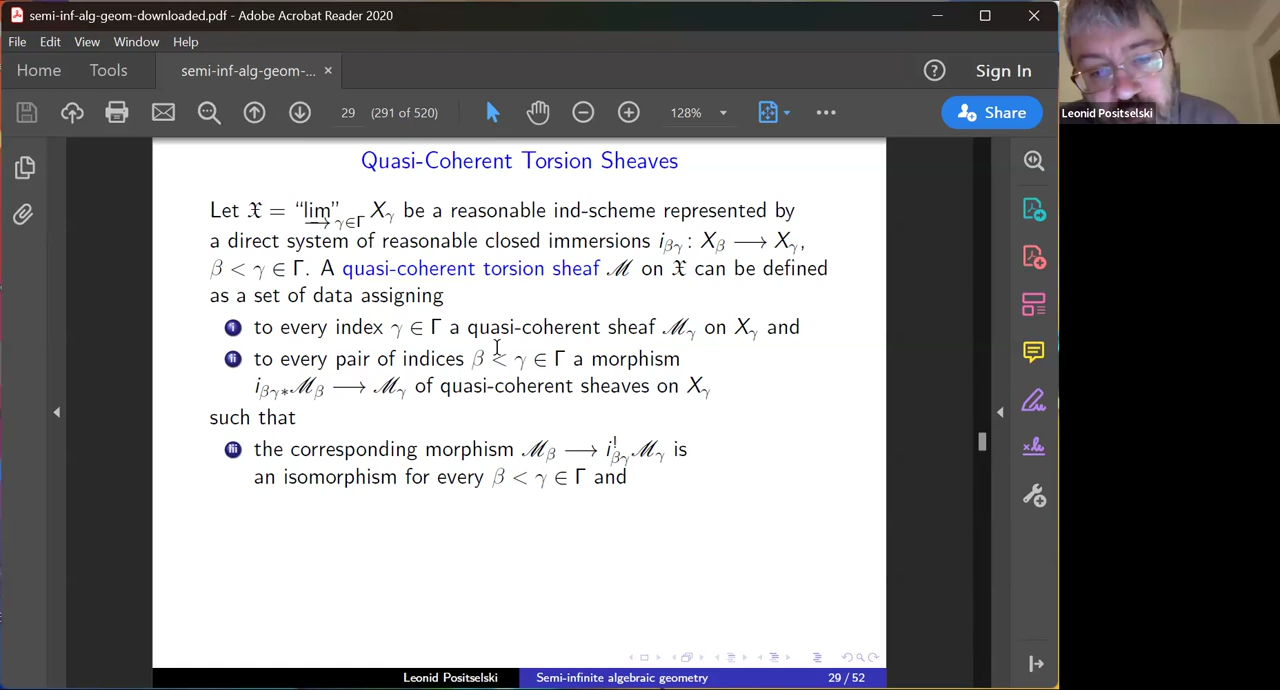 semi-inf-alg-geom-downloaded.pdf - Adobe Acrobat Reader 2020
File Edit View Window Help
Home Tools semi-inf-alg-geom-... × Sign In
29 (291 of 520) 128% Share
Leonid Positselski
Quasi-Coherent Torsion Sheaves
Let 𝔛 = “lim”→γ∈Γ Xγ be a reasonable ind-scheme represented by
a direct system of reasonable closed immersions iβγ : Xβ ⟶ Xγ,
β < γ ∈ Γ. A quasi-coherent torsion sheaf ℳ on 𝔛 can be defined
as a set of data assigning
i to every index γ ∈ Γ a quasi-coherent sheaf ℳγ on Xγ and
ii to every pair of indices β < γ ∈ Γ a morphism
iβγ*ℳβ ⟶ ℳγ of quasi-coherent sheaves on Xγ
such that
iii the corresponding morphism ℳβ ⟶ i!βγℳγ is
an isomorphism for every β < γ ∈ Γ and
Leonid Positselski Semi-infinite algebraic geometry 29 / 52